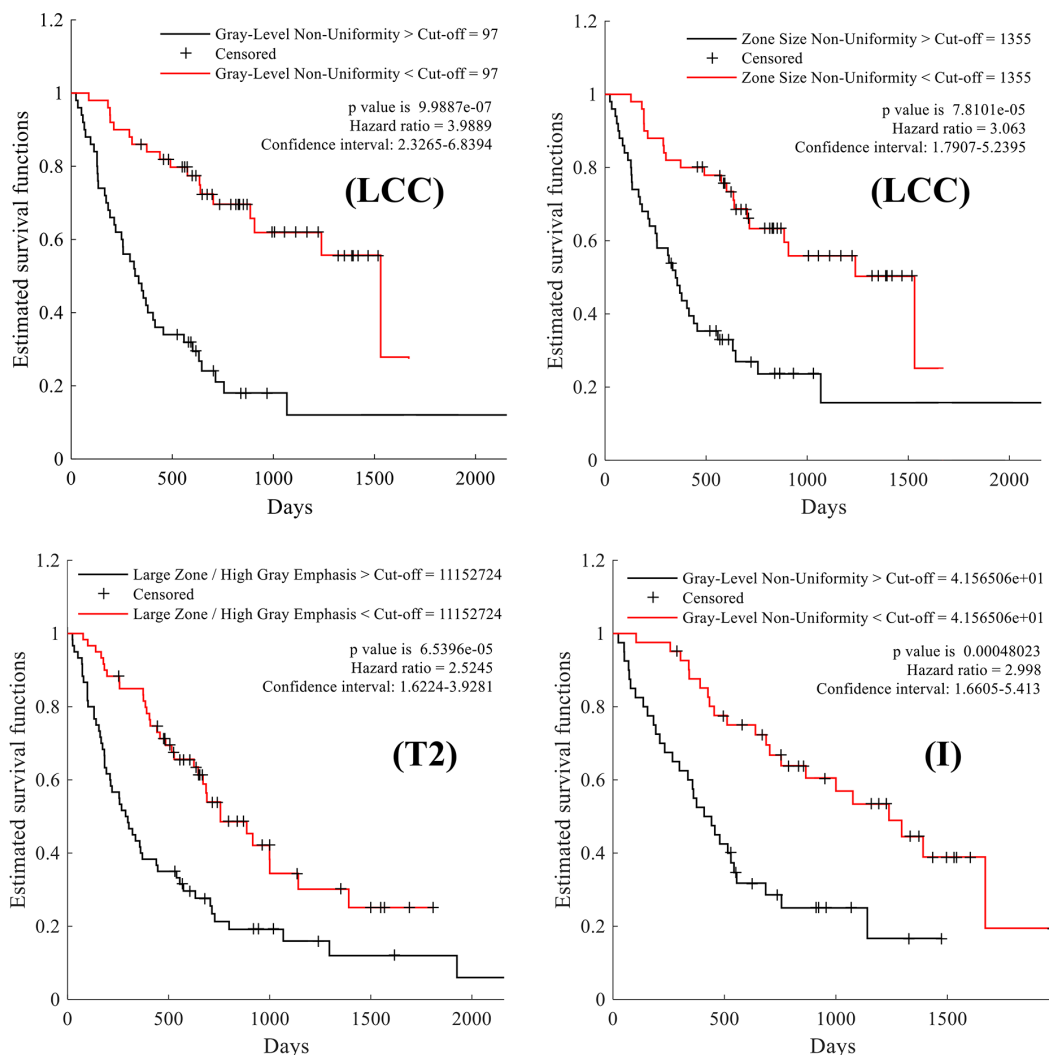 1.2
Gray-Level Non-Uniformity > Cut-off = 97
Censored
Gray-Level Non-Uniformity < Cut-off = 97
p value is 9.9887e-07
Hazard ratio = 3.9889
Confidence interval: 2.3265-6.8394
(LCC)
1
0.8
0.6
0.4
0.2
0
Estimated survival functions
0 500 1000 1500 2000
Days
1.2
Zone Size Non-Uniformity > Cut-off = 1355
Censored
Zone Size Non-Uniformity < Cut-off = 1355
p value is 7.8101e-05
Hazard ratio = 3.063
Confidence interval: 1.7907-5.2395
(LCC)
1
0.8
0.6
0.4
0.2
0
Estimated survival functions
0 500 1000 1500 2000
Days
1.2
Large Zone / High Gray Emphasis > Cut-off = 11152724
Censored
Large Zone / High Gray Emphasis < Cut-off = 11152724
p value is 6.5396e-05
Hazard ratio = 2.5245
Confidence interval: 1.6224-3.9281
(T2)
1
0.8
0.6
0.4
0.2
0
Estimated survival functions
0 500 1000 1500 2000
Days
1.2
Gray-Level Non-Uniformity > Cut-off = 4.156506e+01
Censored
Gray-Level Non-Uniformity < Cut-off = 4.156506e+01
p value is 0.00048023
Hazard ratio = 2.998
Confidence interval: 1.6605-5.413
(I)
1
0.8
0.6
0.4
0.2
0
Estimated survival functions
0 500 1000 1500
Days